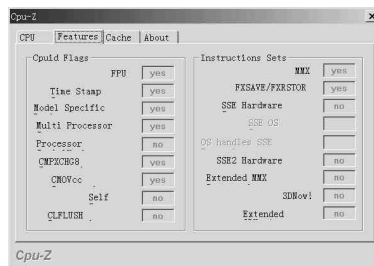 Cpu-Z
CPU Features Cache About
Cpuid Flags
FPU yes
Time Stamp yes
Model Specific yes
Multi Processor yes
Processor no
CMPXCHG8 yes
CMOVcc yes
Self no
CLFLUSH no
Instructions Sets
MMX yes
FXSAVE/FXRSTOR yes
SSE Hardware no
SSE OS
OS handles SSE
SSE2 Hardware no
Extended MMX no
3DNow! no
Extended no
Cpu-Z